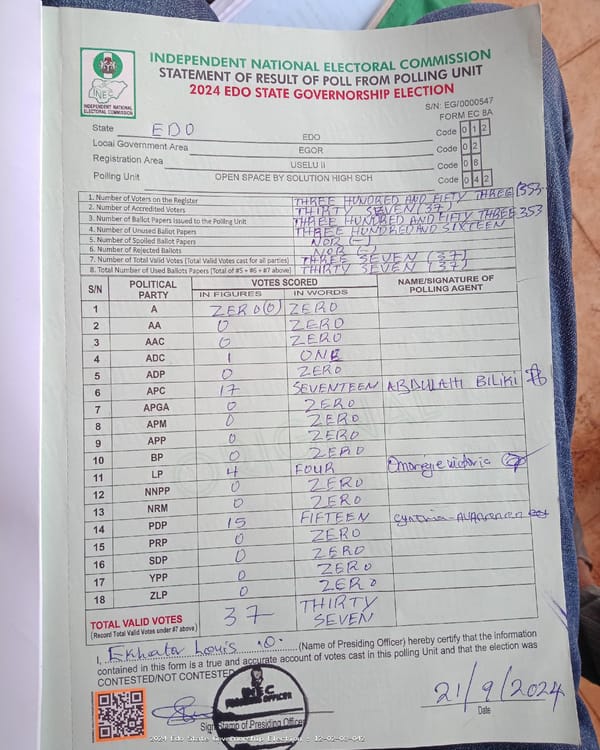 INDEPENDENT NATIONAL ELECTORAL COMMISSION
STATEMENT OF RESULT OF POLL FROM POLLING UNIT
2024 EDO STATE GOVERNORSHIP ELECTION
INEC
INDEPENDENT NATIONAL ELECTORAL COMMISSION
S/N: EG/0000547
FORM EC 8A
State EDO Code 0 1 2
Local Government Area EDO
EGOR Code 0 2
Registration Area USELU II Code 0 8
Polling Unit OPEN SPACE BY SOLUTION HIGH SCH Code 0 4 2
1. Number of Voters on the Register THREE HUNDRED AND FIFTY THREE (353
2. Number of Accredited Voters THIRTY SEVEN (37)
3. Number of Ballot Papers Issued to the Polling Unit THREE HUNDRED AND FIFTY THREE 353
4. Number of Unused Ballot Papers THREE HUNDRED AND SIXTEEN
5. Number of Spoiled Ballot Papers NOR (-)
6. Number of Rejected Ballots NOR (-)
7. Number of Total Valid Votes (Total Valid Votes cast for all parties) THREE SEVEN (37)
8. Total Number of Used Ballots Papers (Total of #5 + #6 + #7 above) THIRTY SEVEN (37)
S/N POLITICAL PARTY VOTES SCORED NAME/SIGNATURE OF POLLING AGENT
IN FIGURES IN WORDS
1 A ZERO(0) ZERO
2 AA 0 ZERO
3 AAC 0 ZERO
4 ADC 1 ONE
5 ADP 0 ZERO
6 APC 17 SEVENTEEN ABDULAHI BILIKI
7 APGA 0 ZERO
8 APM 0 ZERO
9 APP 0 ZERO
10 BP 0 ZERO
11 LP 4 FOUR Omoregie victoria
12 NNPP 0 ZERO
13 NRM 0 ZERO
14 PDP 15 FIFTEEN Cynthia
15 PRP 0 ZERO
16 SDP 0 ZERO
17 YPP 0 ZERO
18 ZLP 0 ZERO
TOTAL VALID VOTES 37 THIRTY SEVEN
(Record Total Valid Votes under #7 above)
I, Ekhator Louis .O. (Name of Presiding Officer) hereby certify that the information
contained in this form is a true and accurate account of votes cast in this polling Unit and that the election was
CONTESTED/NOT CONTESTED
INEC
PRESIDING OFFICER
Stamp of Presiding Officer
21/9/2024
Date
2024 Edo State Governorship Election : 12-02-08-042